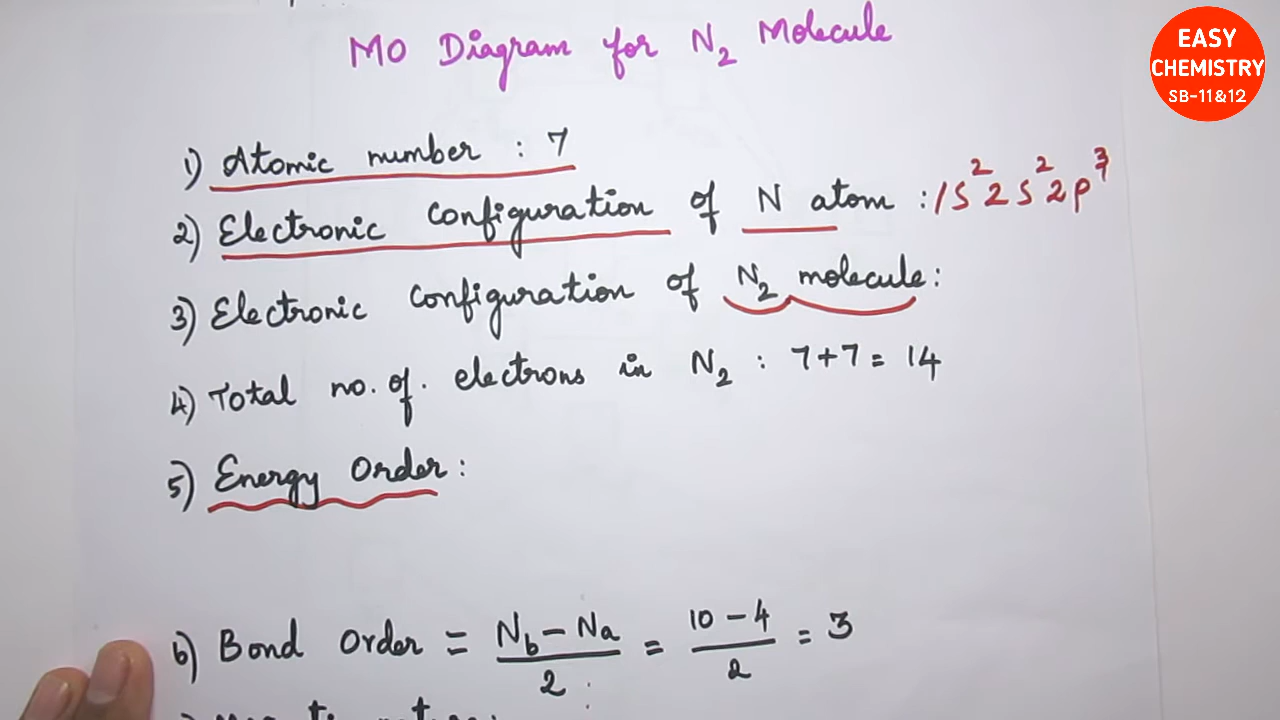 MO Diagram for N₂ Molecule
EASY
CHEMISTRY
SB-11&12
1) Atomic number : 7
2) Electronic configuration of N atom : 1s² 2s² 2p³
3) Electronic configuration of N₂ molecule:
4) Total no. of. electrons in N₂ : 7+7 = 14
5) Energy Order:
6) Bond Order = Nb - Na / 2 = 10 - 4 / 2 = 3